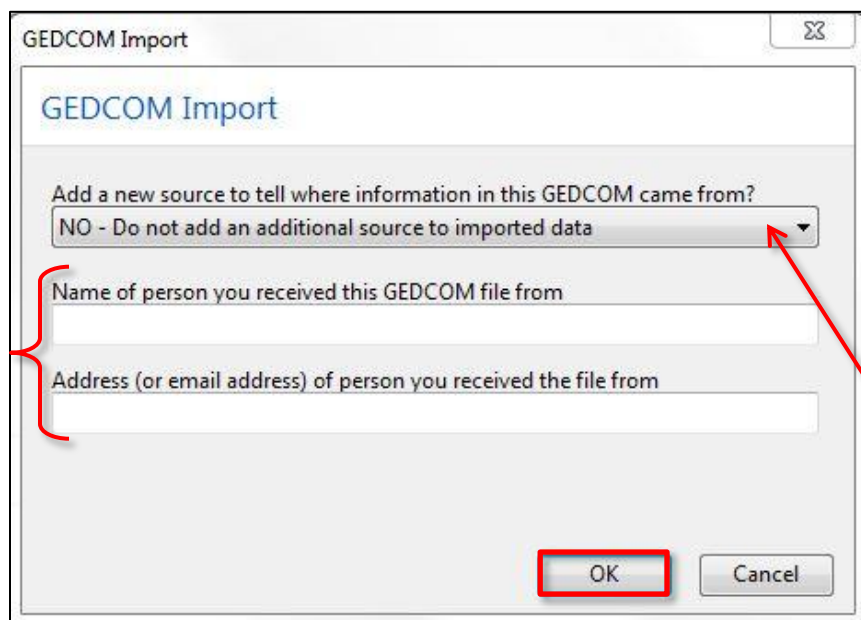 GEDCOM Import
GEDCOM Import
Add a new source to tell where information in this GEDCOM came from?
NO - Do not add an additional source to imported data
Name of person you received this GEDCOM file from
Address (or email address) of person you received the file from
OK Cancel